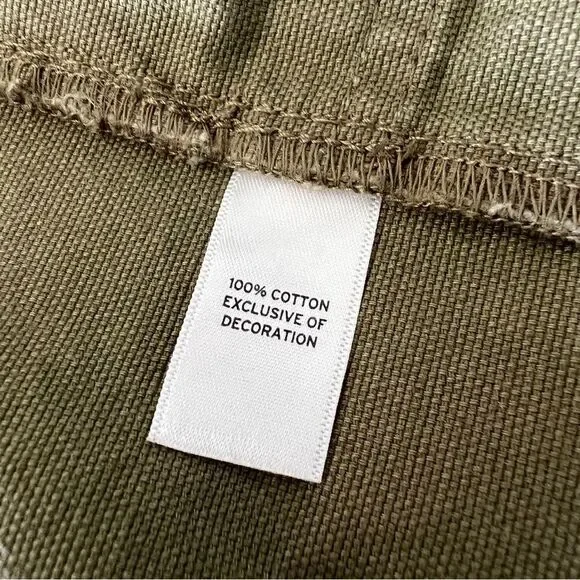 100% COTTON
EXCLUSIVE OF
DECORATION